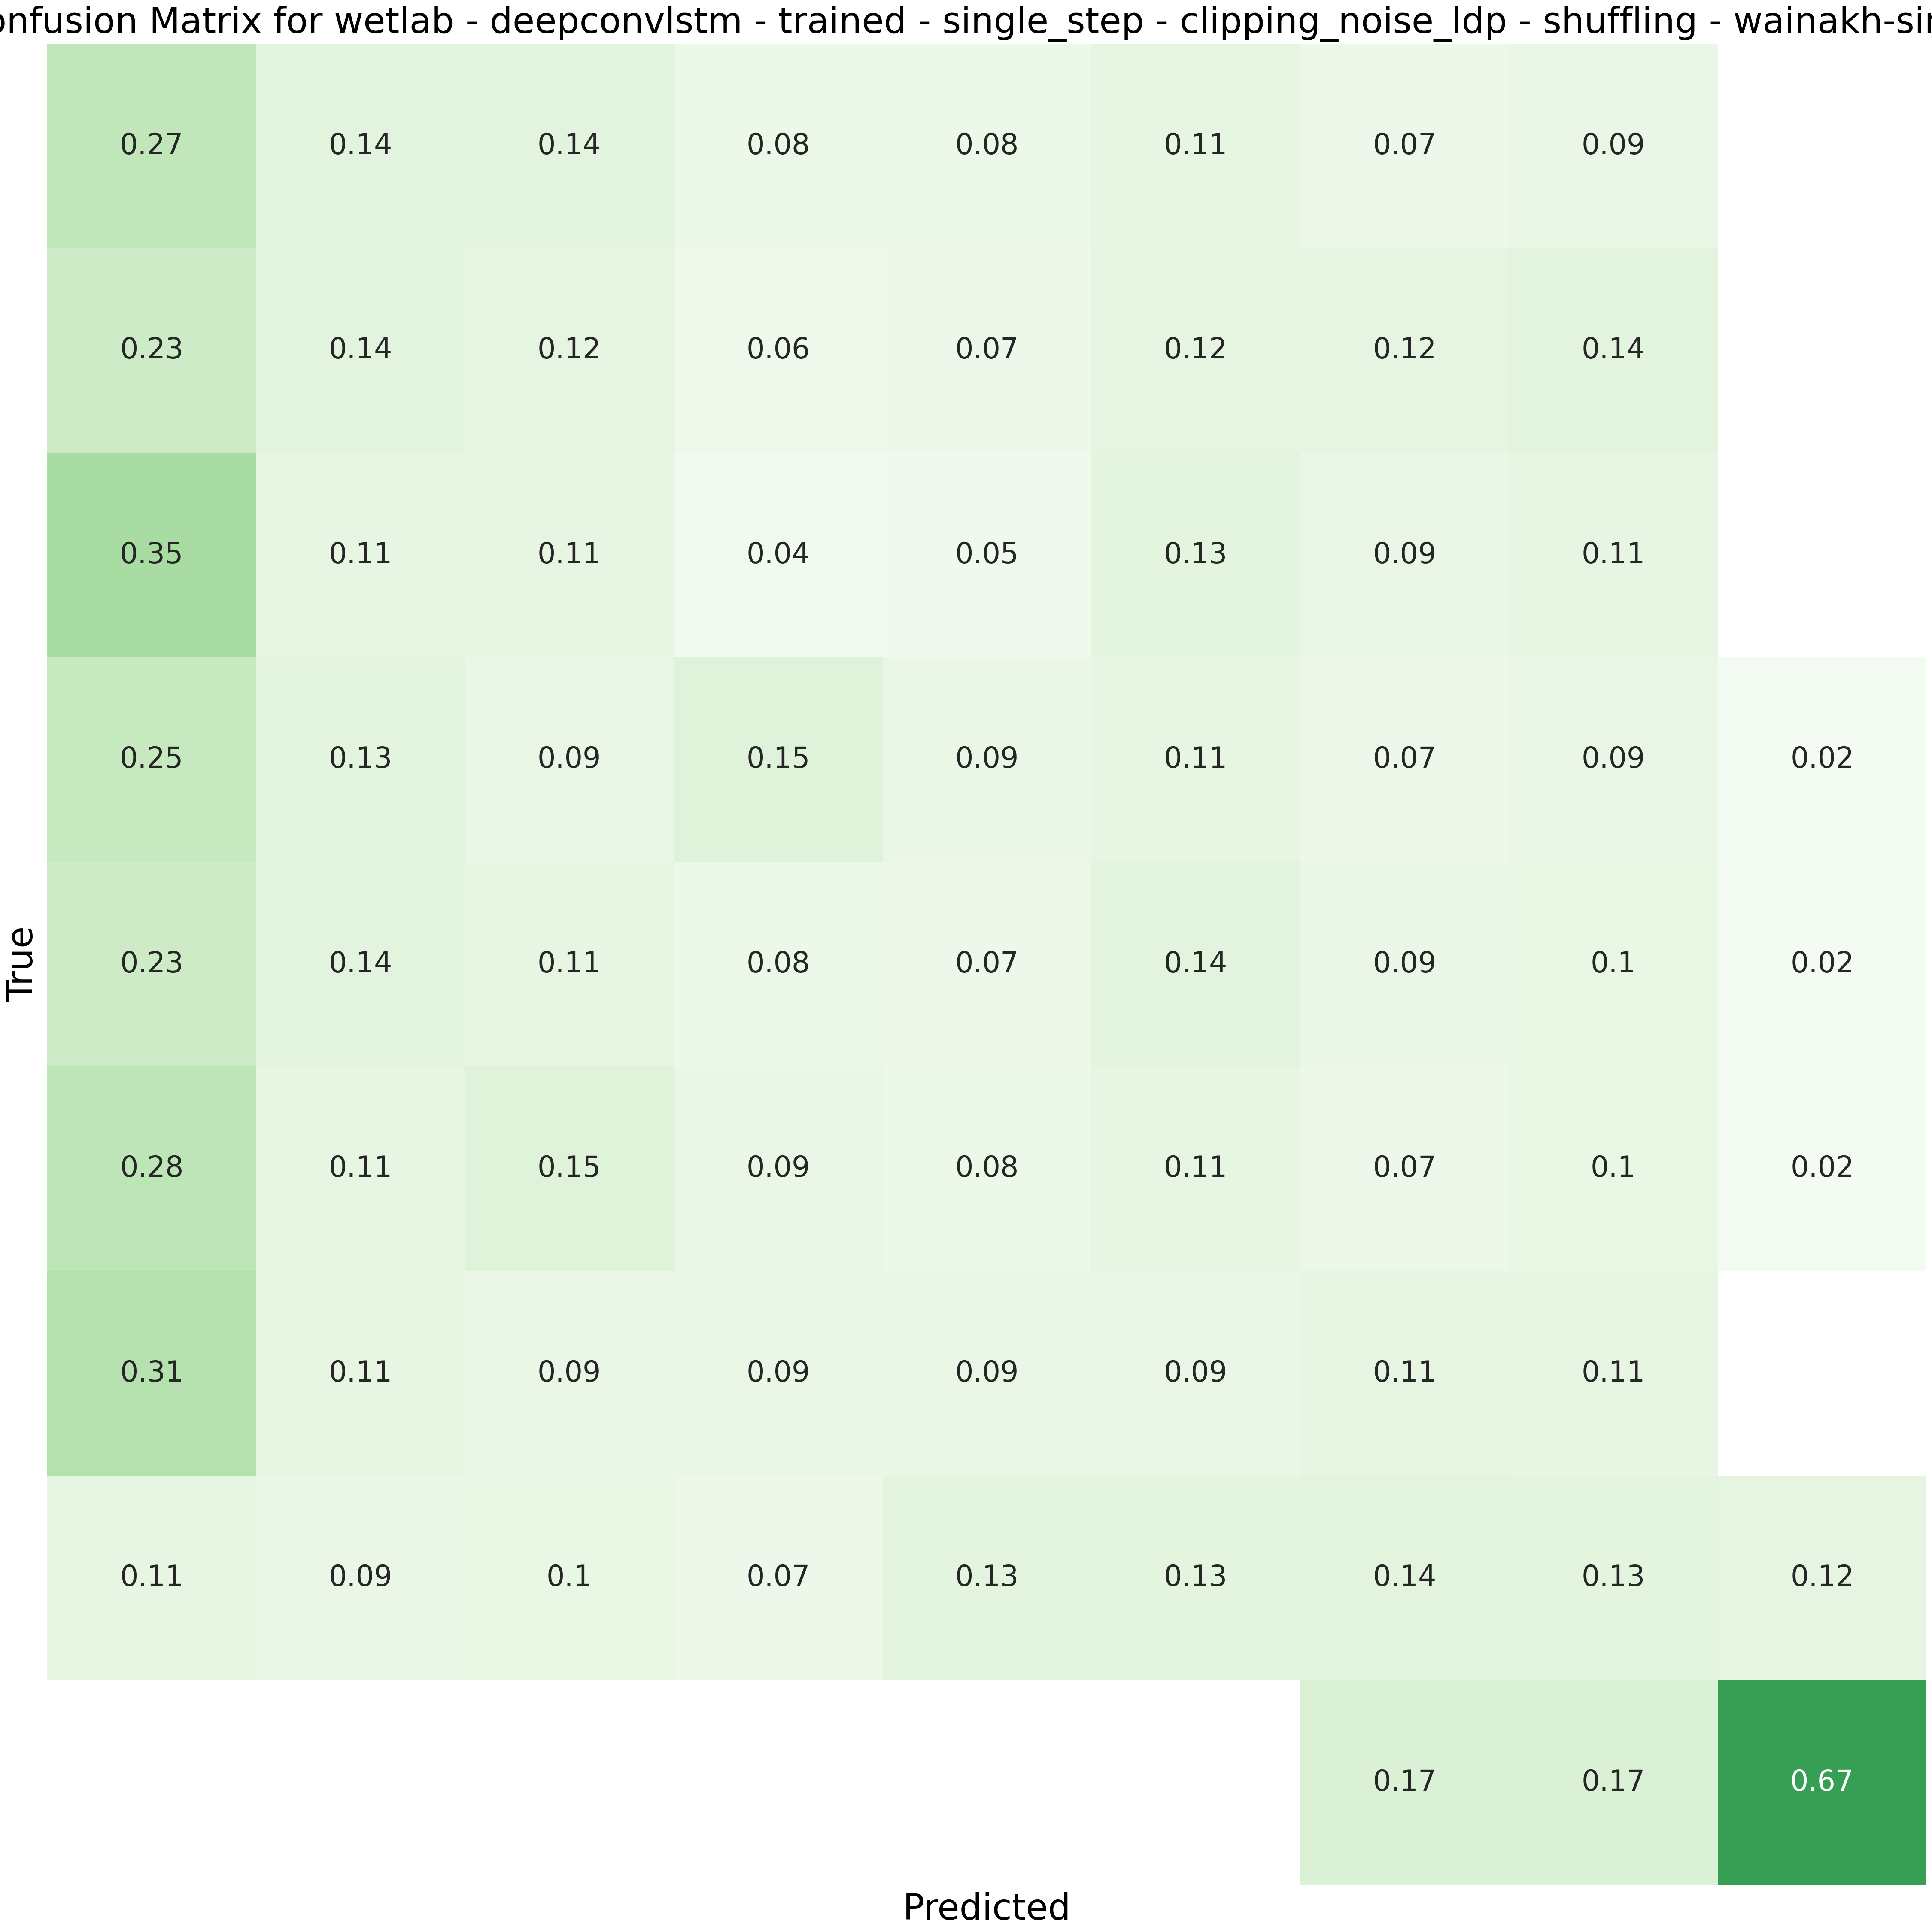 onfusion Matrix for wetlab - deepconvlstm - trained - single_step - clipping_noise_ldp - shuffling - wainakh-sin
0.27 0.14 0.14 0.08 0.08 0.11 0.07 0.09
0.23 0.14 0.12 0.06 0.07 0.12 0.12 0.14
0.35 0.11 0.11 0.04 0.05 0.13 0.09 0.11
0.25 0.13 0.09 0.15 0.09 0.11 0.07 0.09 0.02
0.23 0.14 0.11 0.08 0.07 0.14 0.09 0.1 0.02
0.28 0.11 0.15 0.09 0.08 0.11 0.07 0.1 0.02
0.31 0.11 0.09 0.09 0.09 0.09 0.11 0.11
0.11 0.09 0.1 0.07 0.13 0.13 0.14 0.13 0.12
0.17 0.17 0.67
True
Predicted